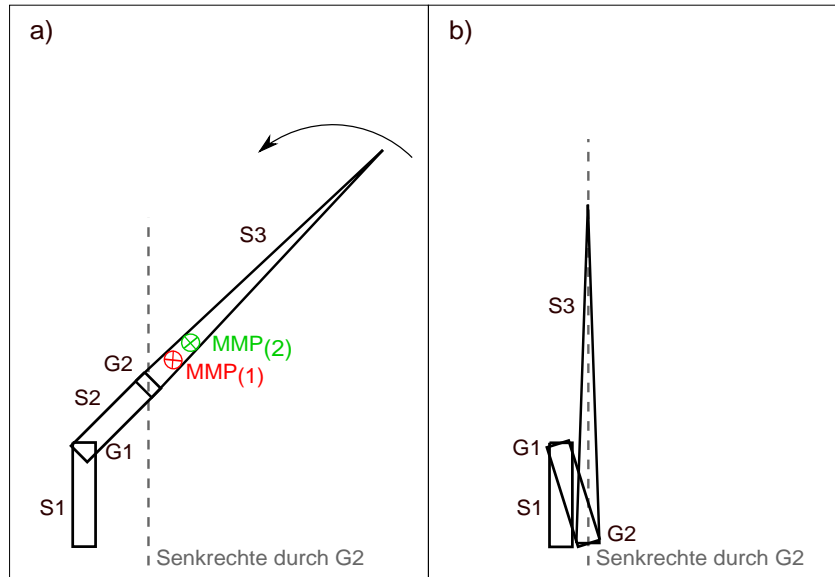 a)
S3
MMP(2)
G2
MMP(1)
S2
G1
S1
Senkrechte durch G2
b)
S3
G1
S1
G2
Senkrechte durch G2